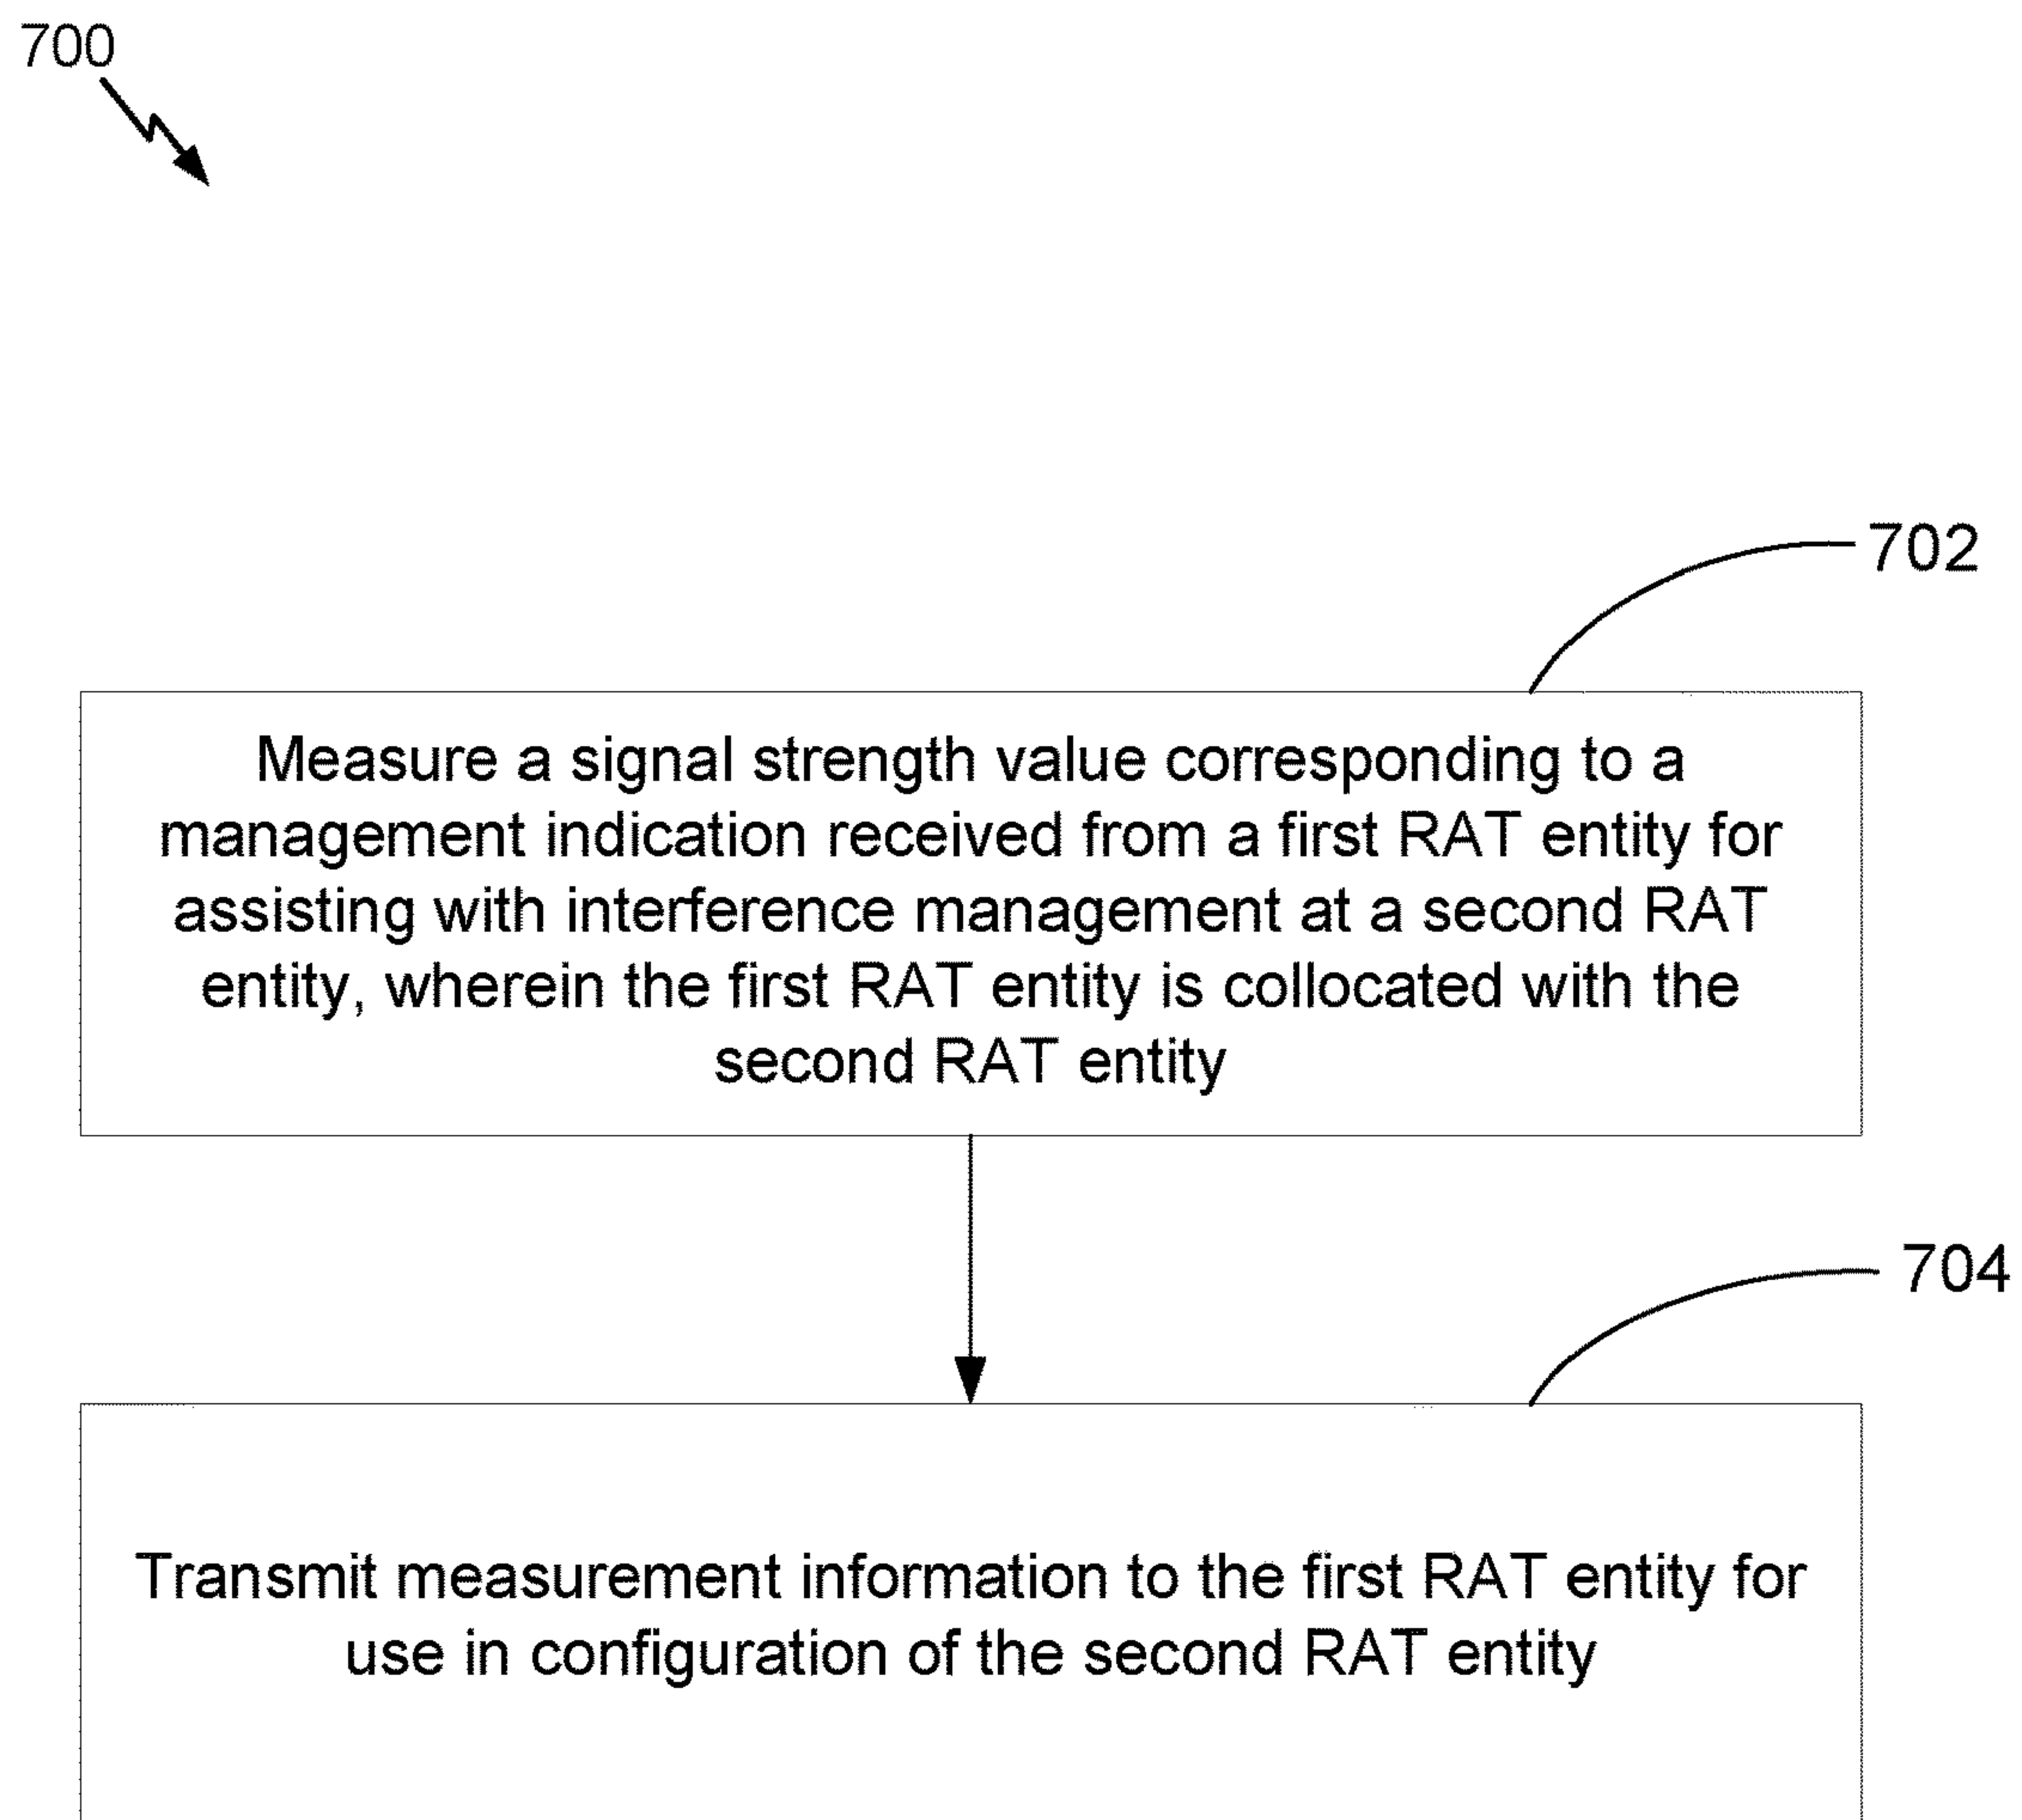 700
702
Measure a signal strength value corresponding to a
management indication received from a first RAT entity for
assisting with interference management at a second RAT
entity, wherein the first RAT entity is collocated with the
second RAT entity
704
Transmit measurement information to the first RAT entity for
use in configuration of the second RAT entity